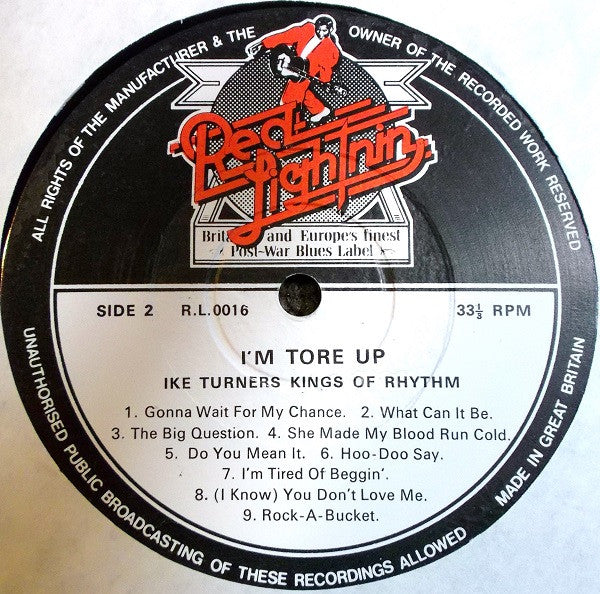 ALL RIGHTS OF THE MANUFACTURER & THE OWNER OF THE RECORDED WORK RESERVED
Red
Lightnin
and Europe's finest
Post-War Blues Label
SIDE 2 R.L.0016 33⅓ RPM
I'M TORE UP
IKE TURNERS KINGS OF RHYTHM
1. Gonna Wait For My Chance. 2. What Can It Be.
3. The Big Question. 4. She Made My Blood Run Cold.
5. Do You Mean It. 6. Hoo-Doo Say.
7. I'm Tired Of Beggin'.
8. (I Know) You Don't Love Me.
9. Rock-A-Bucket.
UNAUTHORISED PUBLIC BROADCASTING OF THESE RECORDINGS ALLOWED
MADE IN GREAT BRITAIN